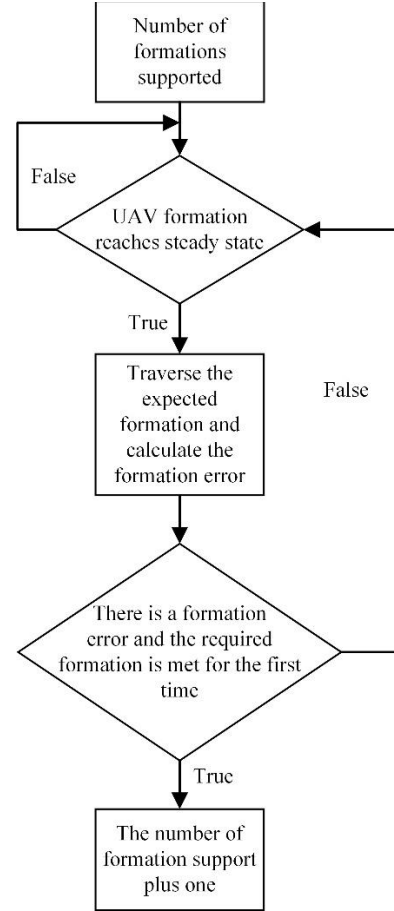 Number of
formations
supported
False
UAV formation
reaches steady state
True
Traverse the
expected
formation and
calculate the
formation error
False
There is a formation
error and the required
formation is met for the first
time
True
The number of
formation support
plus one